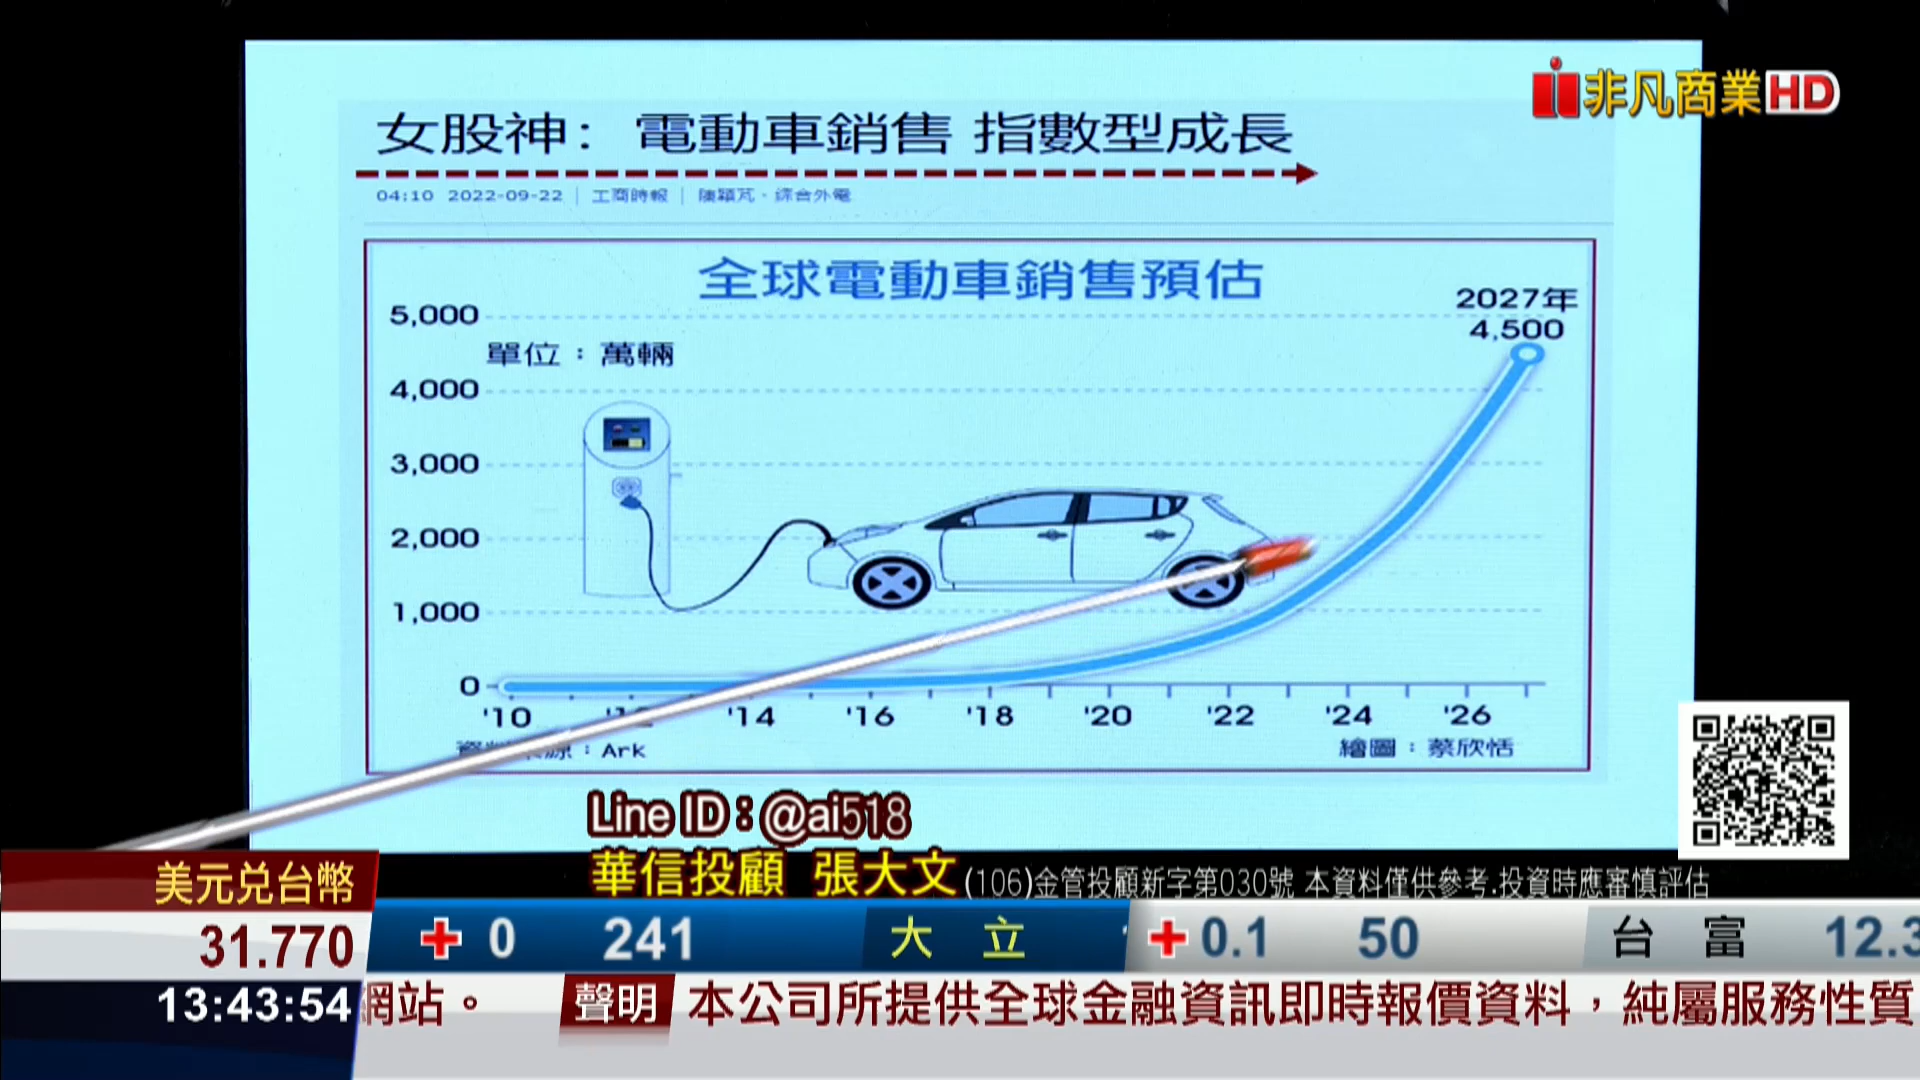 非凡商業HD
女股神： 電動車銷售 指數型成長
04:10 2022-09-22 | 工商時報 | 陳穎芃、綜合外電
全球電動車銷售預估
2027年
4,500
5,000
單位：萬輛
4,000
3,000
2,000
1,000
0
'10 '12 '14 '16 '18 '20 '22 '24 '26
資料來源：Ark
繪圖：蔡欣恬
Line ID：@ai518
華信投顧 張大文 (106)金管投顧新字第030號 本資料僅供參考.投資時應審慎評估
美元兌台幣
31.770
0 241 大立 0.1 50 台富 12.3
13:43:54
網站。 聲明 本公司所提供全球金融資訊即時報價資料，純屬服務性質